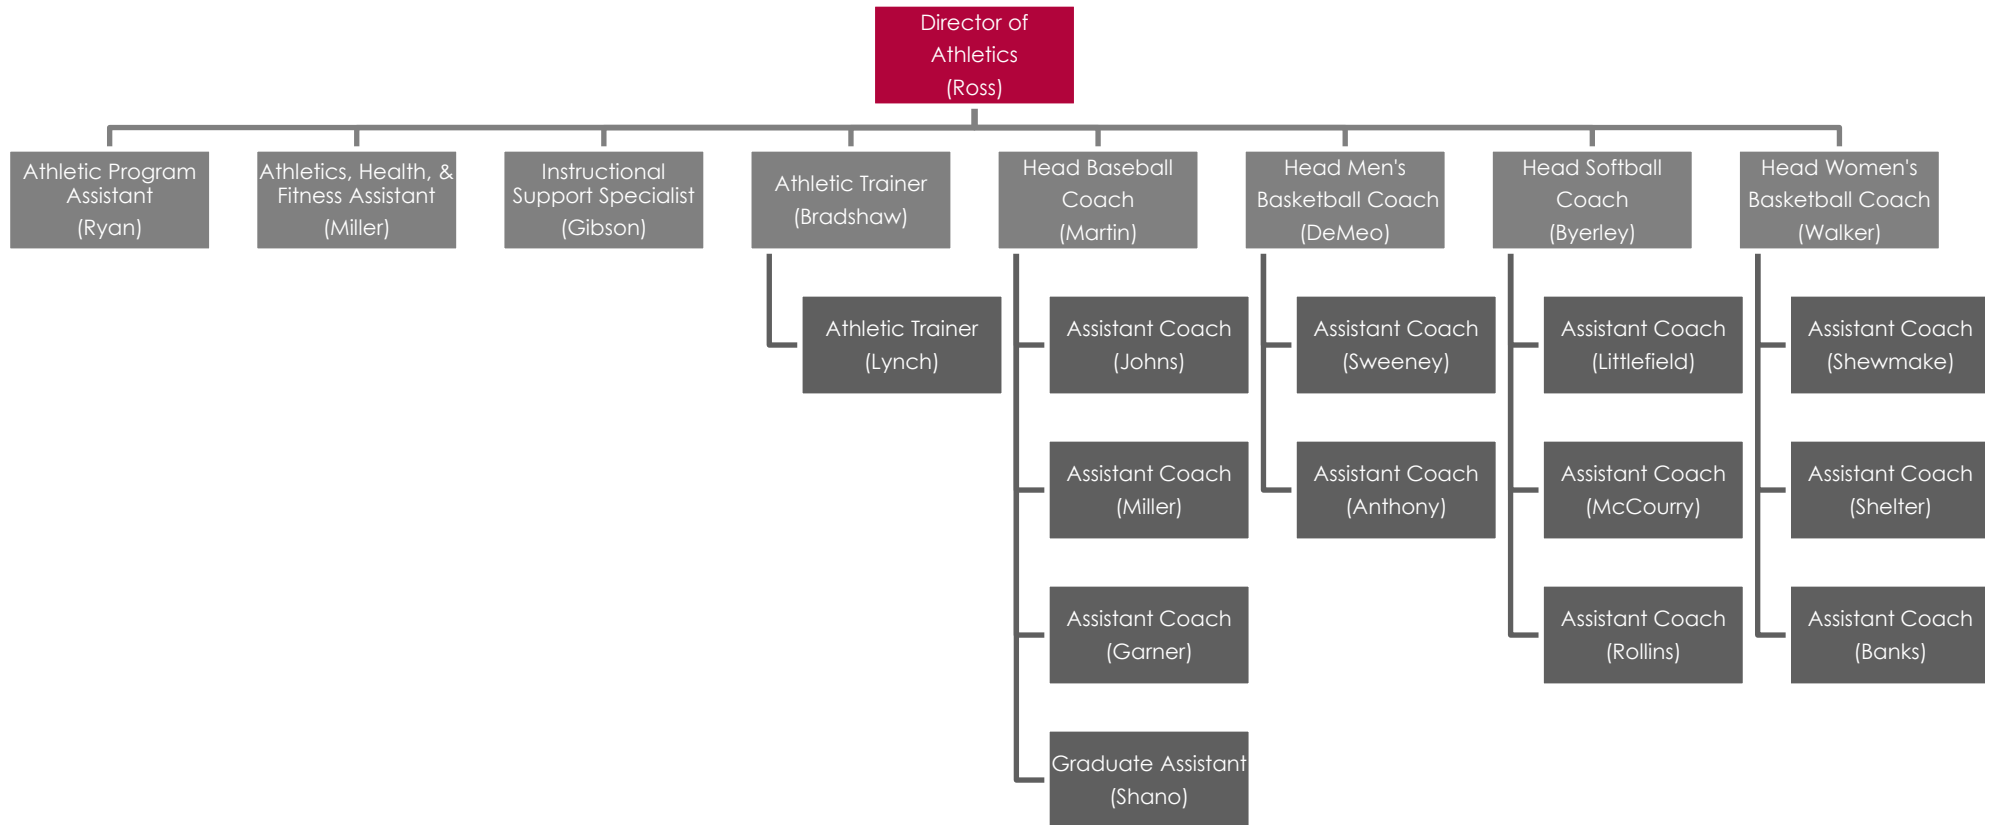 Director of
Athletics
(Ross)
Athletic Program
Assistant
(Ryan)
Athletics, Health, &
Fitness Assistant
(Miller)
Instructional
Support Specialist
(Gibson)
Athletic Trainer
(Bradshaw)
Head Baseball
Coach
(Martin)
Head Men's
Basketball Coach
(DeMeo)
Head Softball
Coach
(Byerley)
Head Women's
Basketball Coach
(Walker)
Athletic Trainer
(Lynch)
Assistant Coach
(Johns)
Assistant Coach
(Sweeney)
Assistant Coach
(Littlefield)
Assistant Coach
(Shewmake)
Assistant Coach
(Miller)
Assistant Coach
(Anthony)
Assistant Coach
(McCourry)
Assistant Coach
(Shelter)
Assistant Coach
(Garner)
Assistant Coach
(Rollins)
Assistant Coach
(Banks)
Graduate Assistant
(Shano)